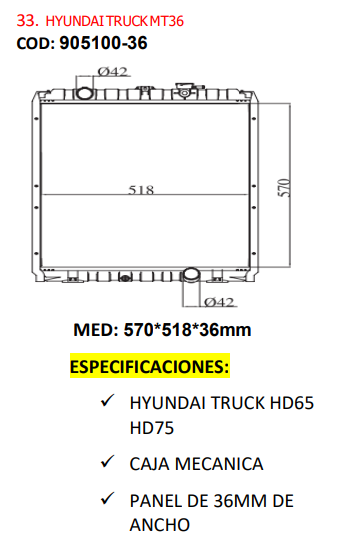 33. HYUNDAI TRUCK MT36
COD: 905100-36
Ø42
518
570
Ø42
MED: 570*518*36mm
ESPECIFICACIONES:
✓ HYUNDAI TRUCK HD65
HD75
✓ CAJA MECANICA
✓ PANEL DE 36MM DE
ANCHO